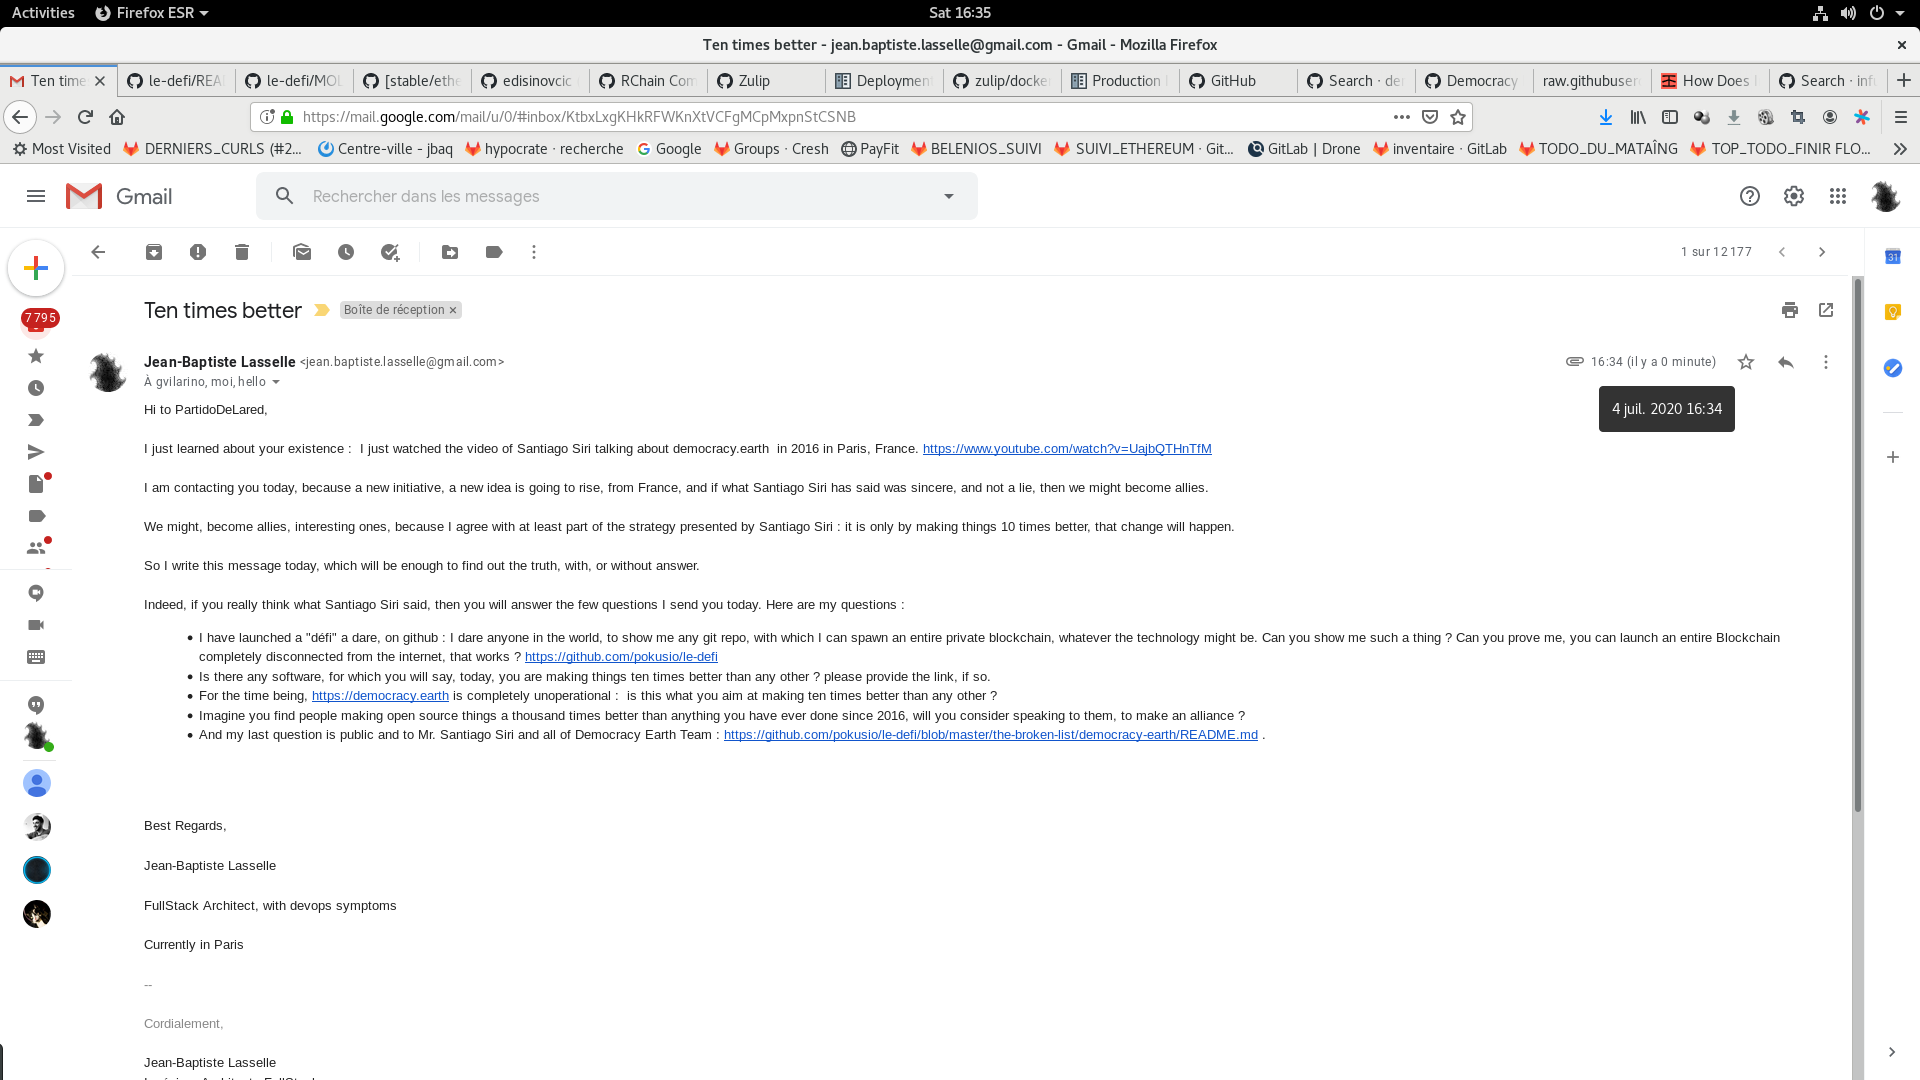 Activities Firefox ESR Sat 16:35
Ten times better - jean.baptiste.lasselle@gmail.com - Gmail - Mozilla Firefox
Ten time le-defi/REA le-defi/MOL [stable/ethe edisinovcic RChain Com Zulip Deployment zulip/docke Production GitHub Search · de Democracy raw.githubuser How Does Search · inf
https://mail.google.com/mail/u/0/#inbox/KtbxLxgKHkRFWKnXtVCFgMCpMxpnStCSNB
Most Visited DERNIERS_CURLS (#2... Centre-ville - jbaq hypocrate · recherche Google Groups · Cresh PayFit BELENIOS_SUIVI SUIVI_ETHEREUM · Git... GitLab | Drone inventaire · GitLab TODO_DU_MATAÎNG TOP_TODO_FINIR FLO...
Gmail Rechercher dans les messages
1 sur 12 177
7 795
31
Ten times better Boîte de réception ×
Jean-Baptiste Lasselle <jean.baptiste.lasselle@gmail.com> 16:34 (il y a 0 minute)
À gvilarino, moi, hello
4 juil. 2020 16:34
Hi to PartidoDeLared,
I just learned about your existence : I just watched the video of Santiago Siri talking about democracy.earth in 2016 in Paris, France. https://www.youtube.com/watch?v=UajbQTHnTfM
I am contacting you today, because a new initiative, a new idea is going to rise, from France, and if what Santiago Siri has said was sincere, and not a lie, then we might become allies.
We might, become allies, interesting ones, because I agree with at least part of the strategy presented by Santiago Siri : it is only by making things 10 times better, that change will happen.
So I write this message today, which will be enough to find out the truth, with, or without answer.
Indeed, if you really think what Santiago Siri said, then you will answer the few questions I send you today. Here are my questions :
• I have launched a "défi" a dare, on github : I dare anyone in the world, to show me any git repo, with which I can spawn an entire private blockchain, whatever the technology might be. Can you show me such a thing ? Can you prove me, you can launch an entire Blockchain
completely disconnected from the internet, that works ? https://github.com/pokusio/le-defi
• Is there any software, for which you will say, today, you are making things ten times better than any other ? please provide the link, if so.
• For the time being, https://democracy.earth is completely unoperational : is this what you aim at making ten times better than any other ?
• Imagine you find people making open source things a thousand times better than anything you have ever done since 2016, will you consider speaking to them, to make an alliance ?
• And my last question is public and to Mr. Santiago Siri and all of Democracy Earth Team : https://github.com/pokusio/le-defi/blob/master/the-broken-list/democracy-earth/README.md .
Best Regards,
Jean-Baptiste Lasselle
FullStack Architect, with devops symptoms
Currently in Paris
--
Cordialement,
Jean-Baptiste Lasselle